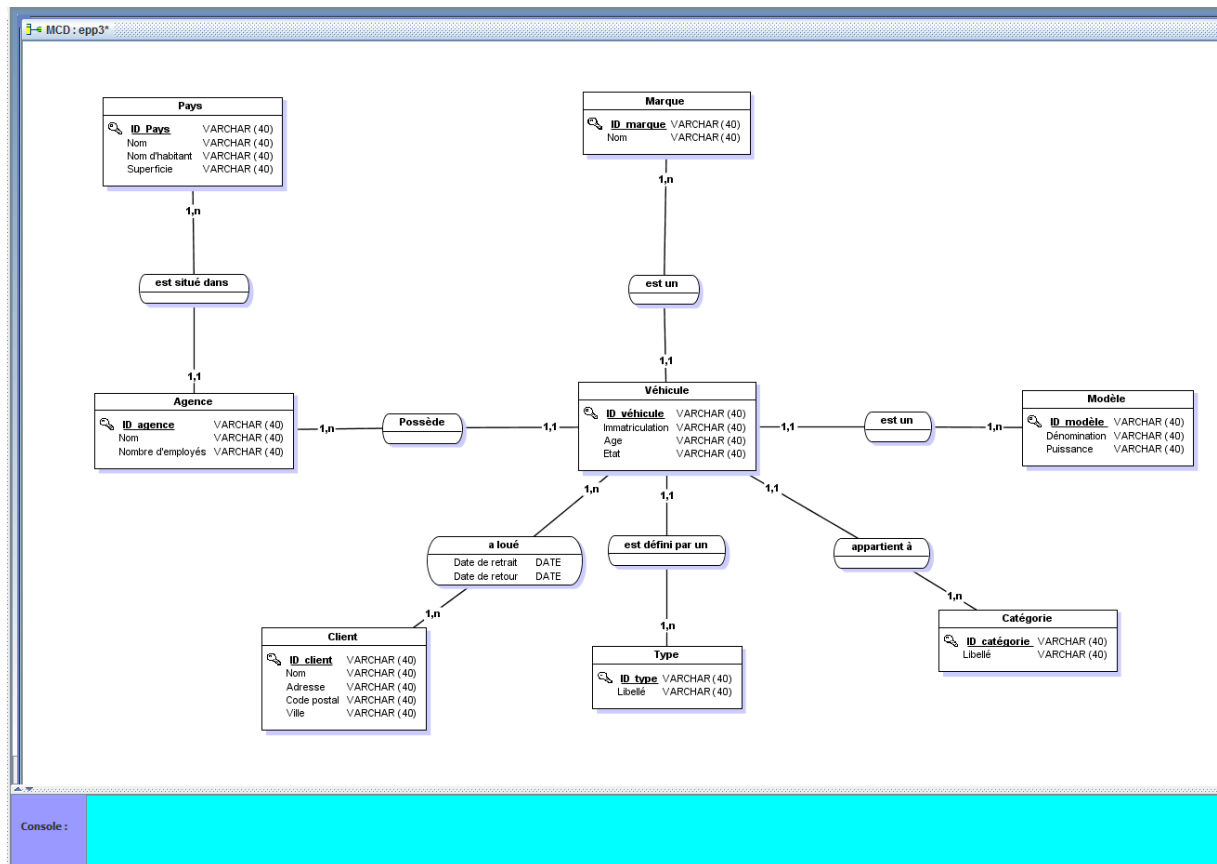 MCD : epp3*
Pays
ID_Pays VARCHAR (40)
Nom VARCHAR (40)
Nom d'habitant VARCHAR (40)
Superficie VARCHAR (40)
1,n
est situé dans
1,1
Marque
ID_marque VARCHAR (40)
Nom VARCHAR (40)
1,n
est un
1,1
Agence
ID_agence VARCHAR (40)
Nom VARCHAR (40)
Nombre d'employés VARCHAR (40)
1,n
Possède
1,1
Véhicule
ID_véhicule VARCHAR (40)
Immatriculation VARCHAR (40)
Age VARCHAR (40)
Etat VARCHAR (40)
1,1
est un
1,n
Modèle
ID_modèle VARCHAR (40)
Dénomination VARCHAR (40)
Puissance VARCHAR (40)
1,n
a loué
Date de retrait DATE
Date de retour DATE
1,n
1,1
est défini par un
1,n
1,1
appartient à
1,n
Client
ID_client VARCHAR (40)
Nom VARCHAR (40)
Adresse VARCHAR (40)
Code postal VARCHAR (40)
Ville VARCHAR (40)
Type
ID_type VARCHAR (40)
Libellé VARCHAR (40)
Catégorie
ID_catégorie VARCHAR (40)
Libellé VARCHAR (40)
Console :